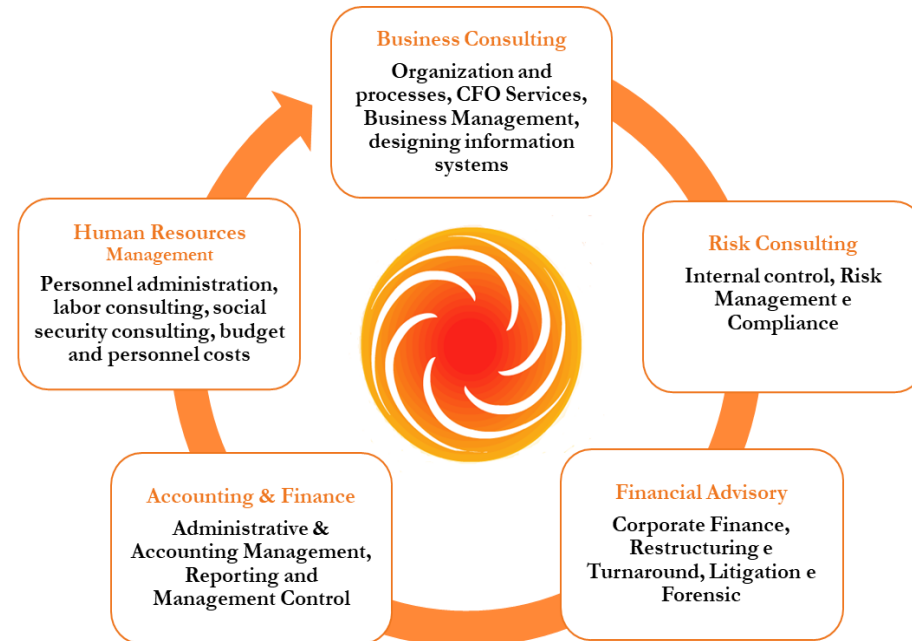 Business Consulting
Organization and
processes, CFO Services,
Business Management,
designing information
systems
Human Resources
Management
Personnel administration,
labor consulting, social
security consulting, budget
and personnel costs
Risk Consulting
Internal control, Risk
Management e
Compliance
Accounting & Finance
Administrative &
Accounting Management,
Reporting and
Management Control
Financial Advisory
Corporate Finance,
Restructuring e
Turnaround, Litigation e
Forensic